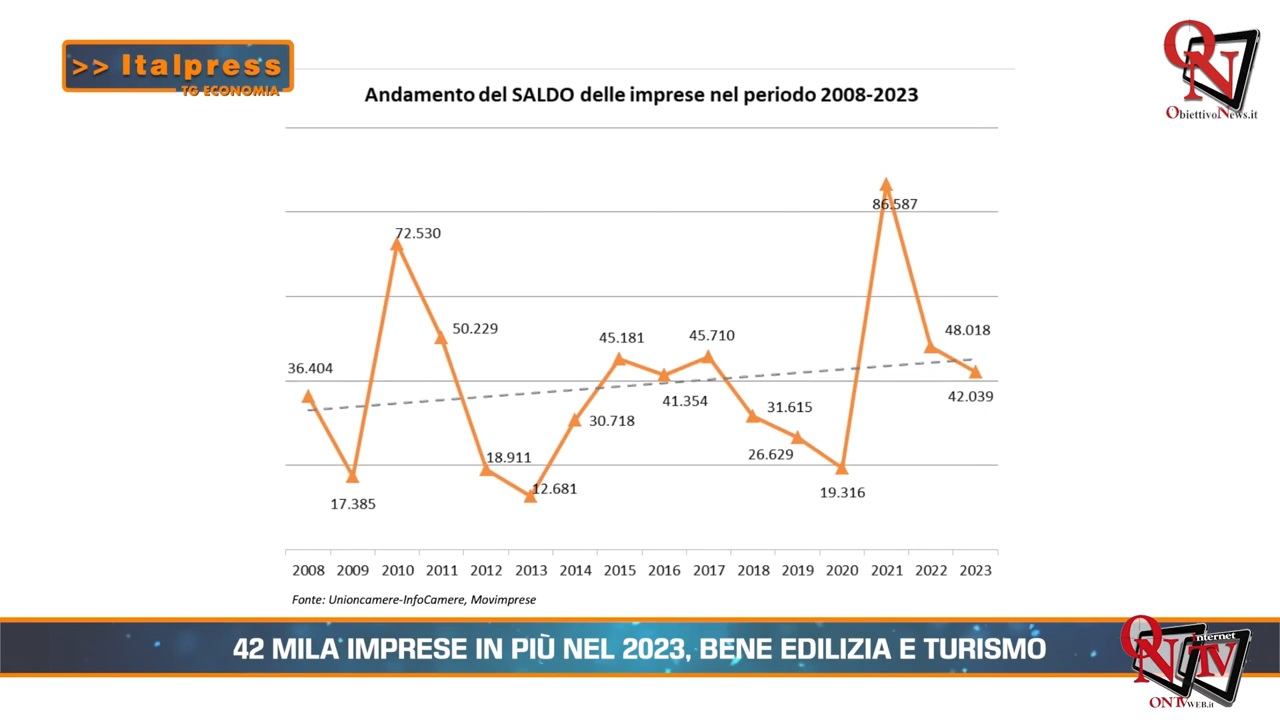 >> Italpress
TG ECONOMIA
QN
ObiettivoNews.it
Andamento del SALDO delle imprese nel periodo 2008-2023
86.587
72.530
50.229
48.018
45.181
45.710
36.404
42.039
41.354
31.615
30.718
26.629
18.911
12.681
19.316
17.385
2008 2009 2010 2011 2012 2013 2014 2015 2016 2017 2018 2019 2020 2021 2022 2023
Fonte: Unioncamere-InfoCamere, Movimprese
42 MILA IMPRESE IN PIÙ NEL 2023, BENE EDILIZIA E TURISMO
internet
QN TV
ONTVWEB.it